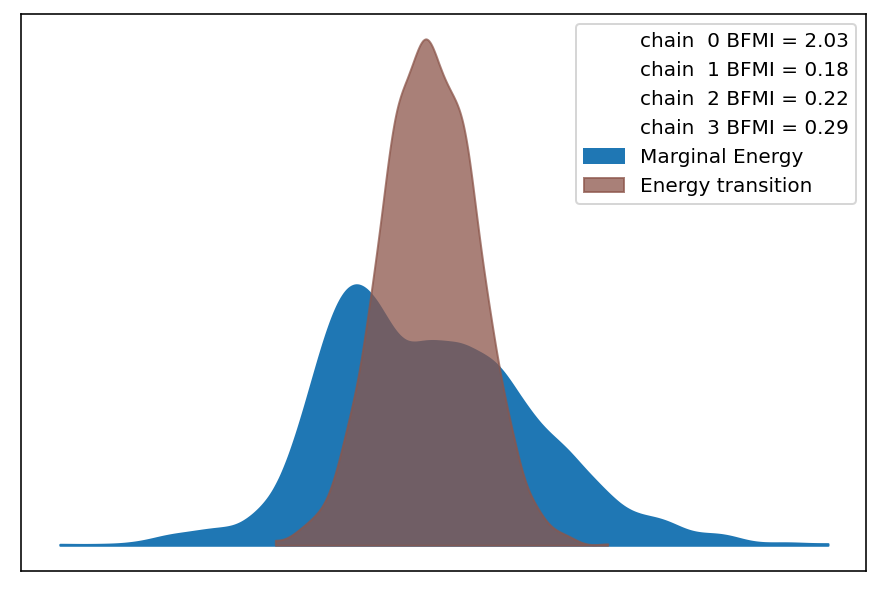 chain  0 BFMI = 2.03
chain  1 BFMI = 0.18
chain  2 BFMI = 0.22
chain  3 BFMI = 0.29
Marginal Energy
Energy transition